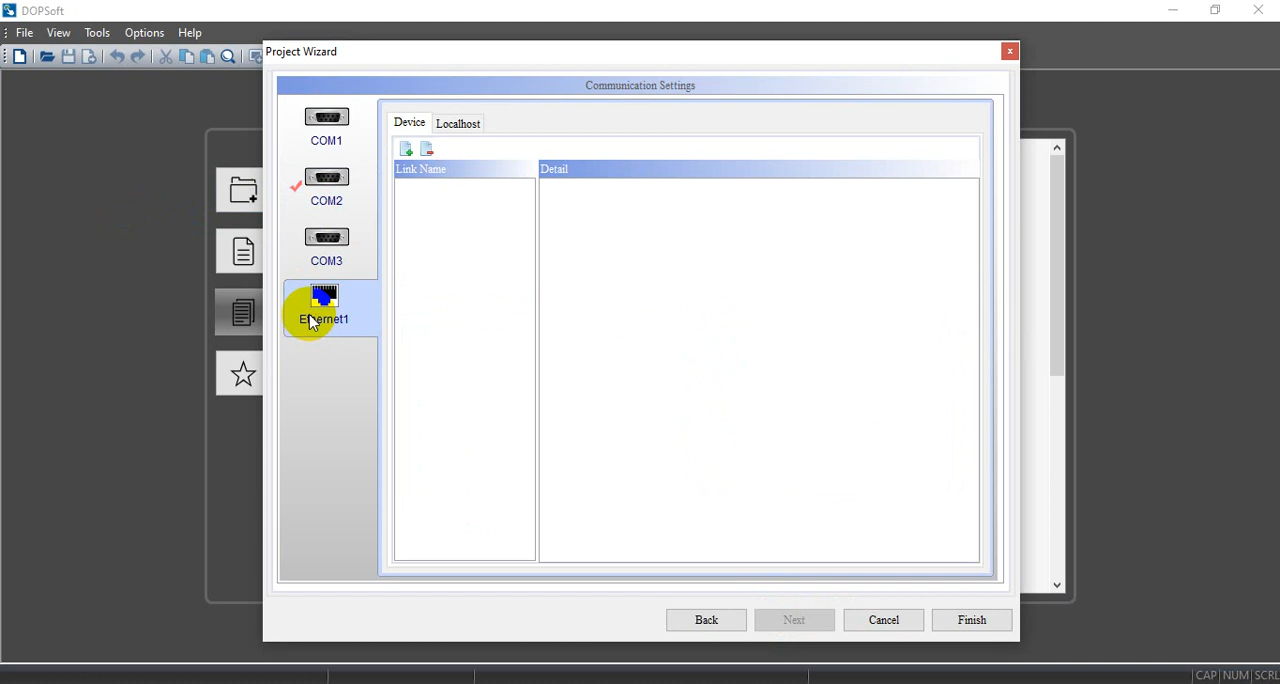 DOPSoft
File View Tools Options Help
Project Wizard
Communication Settings
COM1
COM2
COM3
Ethernet1
Device Localhost
Link Name Detail
Back Next Cancel Finish
CAP NUM SCRL